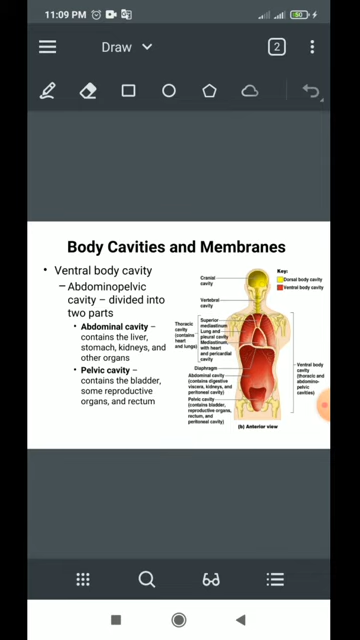 11:09 PM
50
Draw
2
Body Cavities and Membranes
• Ventral body cavity
– Abdominopelvic
cavity – divided into
two parts
• Abdominal cavity –
contains the liver,
stomach, kidneys, and
other organs
• Pelvic cavity –
contains the bladder,
some reproductive
organs, and rectum
Cranial
cavity
Vertebral
cavity
Thoracic
cavity
(contains
heart
and lungs)
Superior
mediastinum
Lung and
pleural cavity
Mediastinum
with heart
and pericardial
cavity
Diaphragm
Abdominal cavity
(contains digestive
viscera, kidneys, and
peritoneal cavity)
Pelvic cavity
(contains bladder,
reproductive organs,
rectum, and
peritoneal cavity)
Key:
Dorsal body cavity
Ventral body cavity
Ventral body
cavity
(thoracic and
abdomino-
pelvic
cavities)
(b) Anterior view